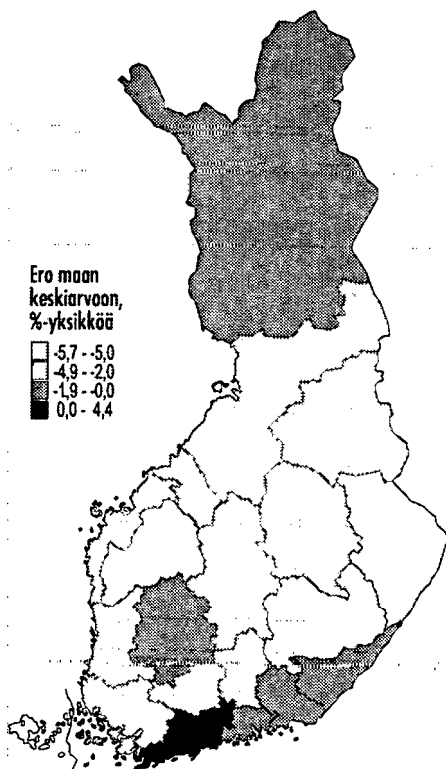 Ero maan
keskiarvoon,
%-yksikköä
-5,7 - -5,0
-4,9 - -2,0
-1,9 - -0,0
0,0 - 4,4